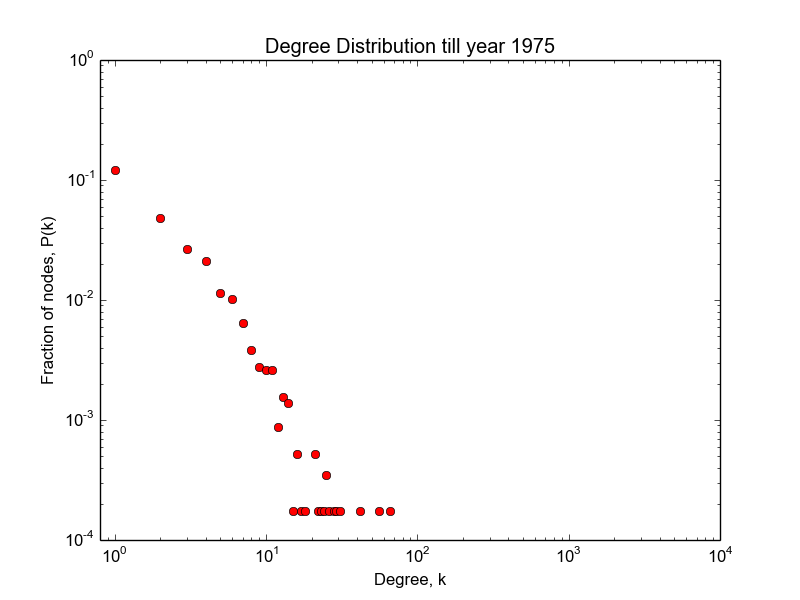 Degree Distribution till year 1975
10^0
10^-1
10^-2
10^-3
10^-4
Fraction of nodes, P(k)
10^0 10^1 10^2 10^3 10^4
Degree, k